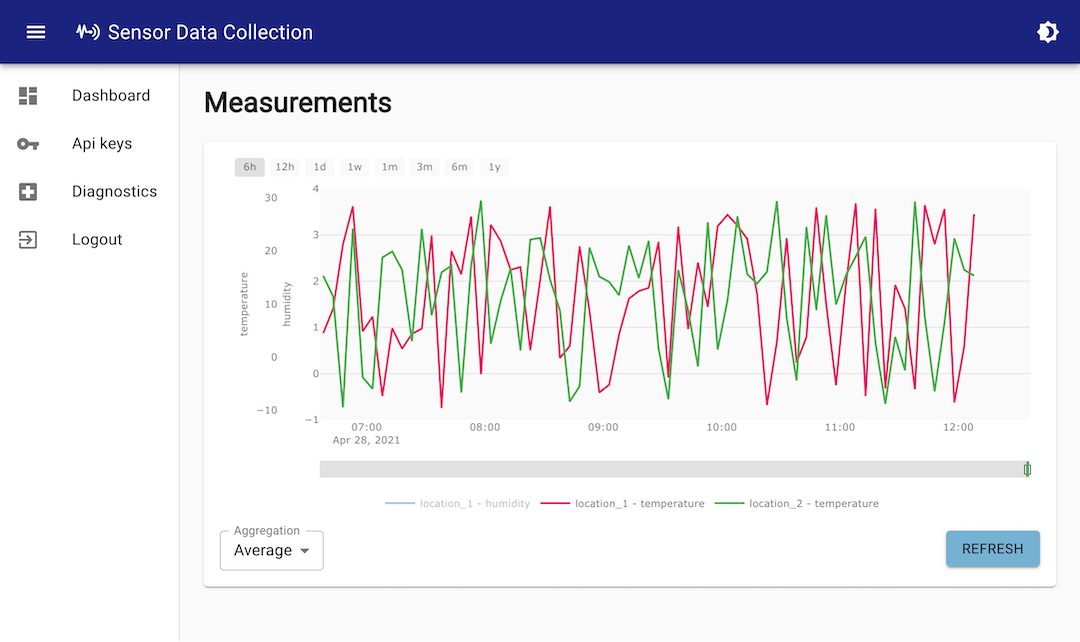 Sensor Data Collection
Dashboard
Api keys
Diagnostics
Logout
Measurements
6h 12h 1d 1w 1m 3m 6m 1y
temperature
30
20
10
0
−10
humidity
4
3
2
1
0
−1
07:00 08:00 09:00 10:00 11:00 12:00
Apr 28, 2021
location_1 - humidity location_1 - temperature location_2 - temperature
Aggregation
Average
REFRESH